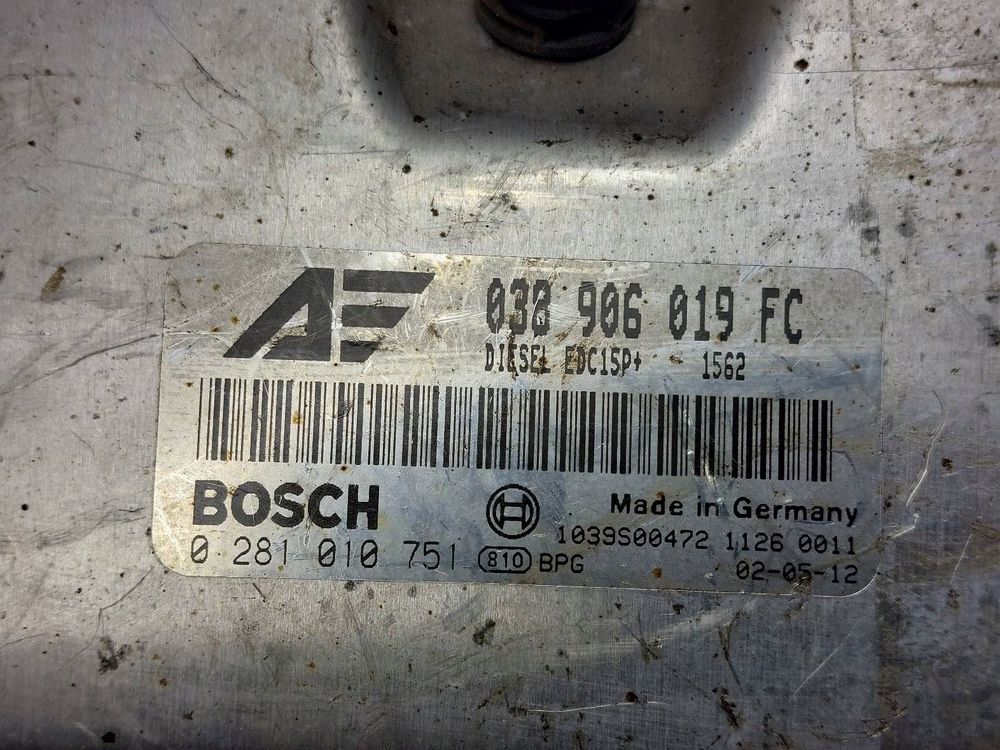 AE 038 906 019 FC
DIESEL EDC15P+ 1562
BOSCH Made in Germany
1039S00472 1126 0011
0 281 010 751 810 BPG 02-05-12